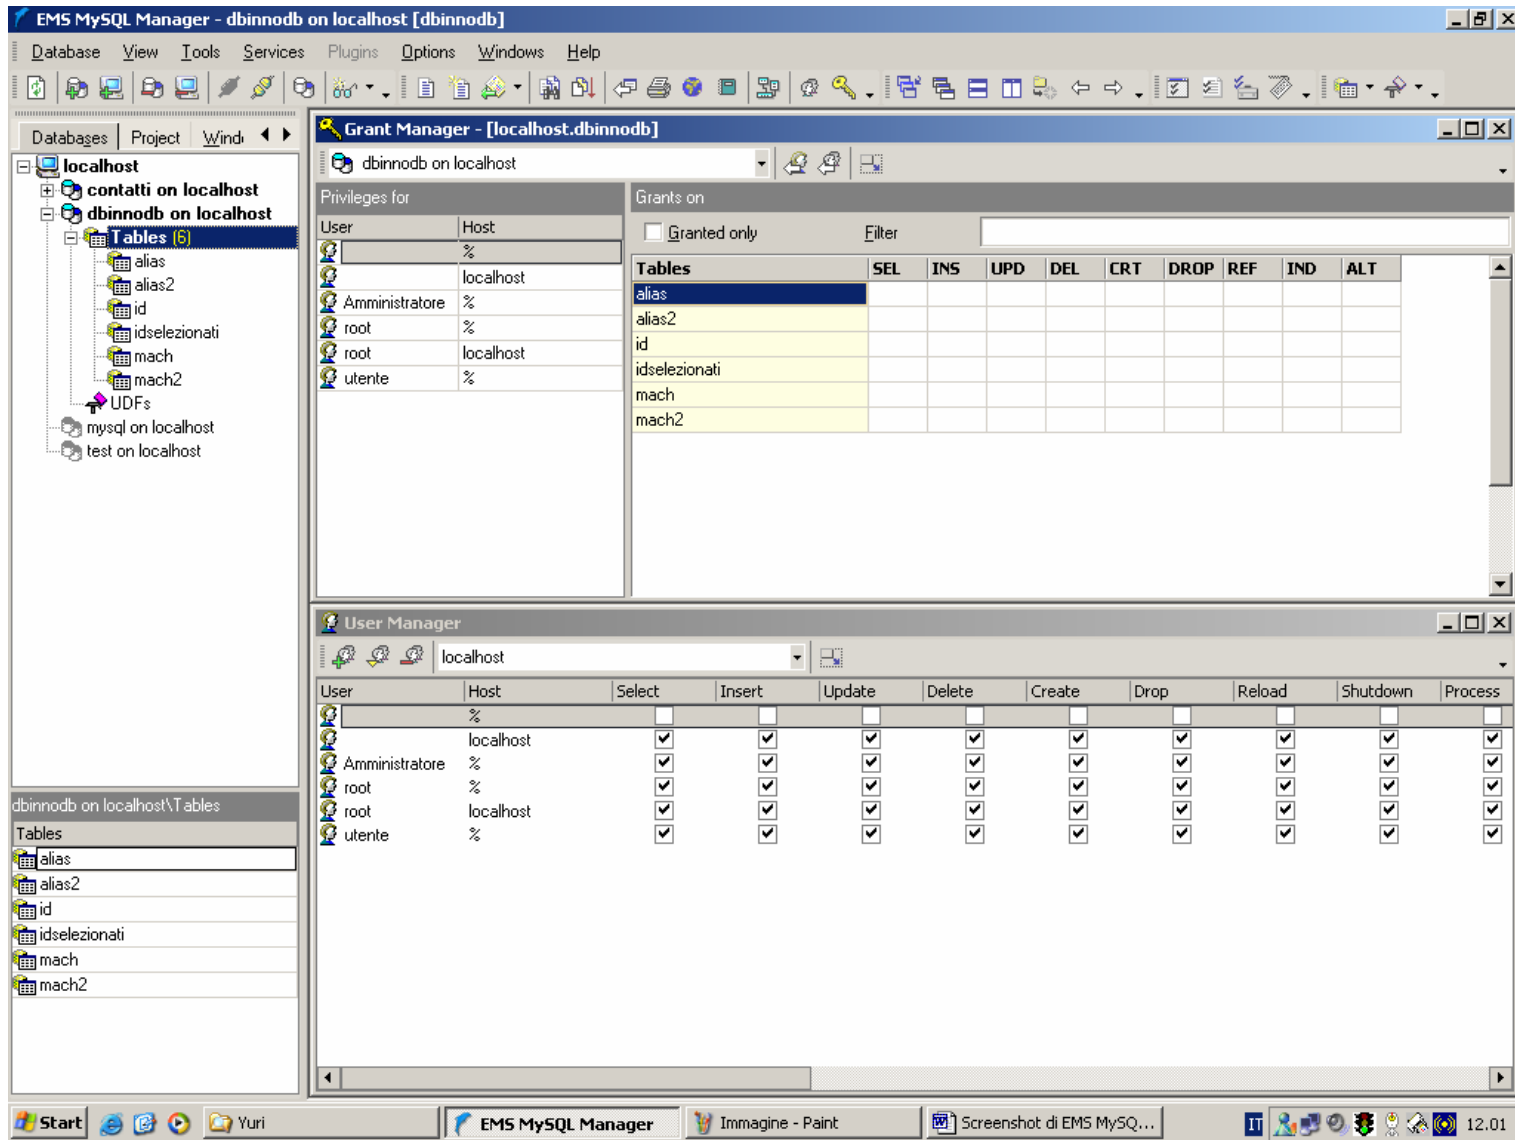 EMS MySQL Manager - dbinnodb on localhost [dbinnodb]
Database View Tools Services Plugins Options Windows Help
Databases Project Wind
localhost
contatti on localhost
dbinnodb on localhost
Tables (6)
alias
alias2
id
idselezionati
mach
mach2
UDFs
mysql on localhost
test on localhost
dbinnodb on localhost\Tables
Tables
alias
alias2
id
idselezionati
mach
mach2
Grant Manager - [localhost.dbinnodb]
dbinnodb on localhost
Privileges for
User Host
%
localhost
Amministratore %
root %
root localhost
utente %
Grants on
Granted only Filter
Tables SEL INS UPD DEL CRT DROP REF IND ALT
alias
alias2
id
idselezionati
mach
mach2
User Manager
localhost
User Host Select Insert Update Delete Create Drop Reload Shutdown Process
%
localhost
Amministratore %
root %
root localhost
utente %
Start Yuri EMS MySQL Manager Immagine - Paint Screenshot di EMS MySQ... IT 12.01